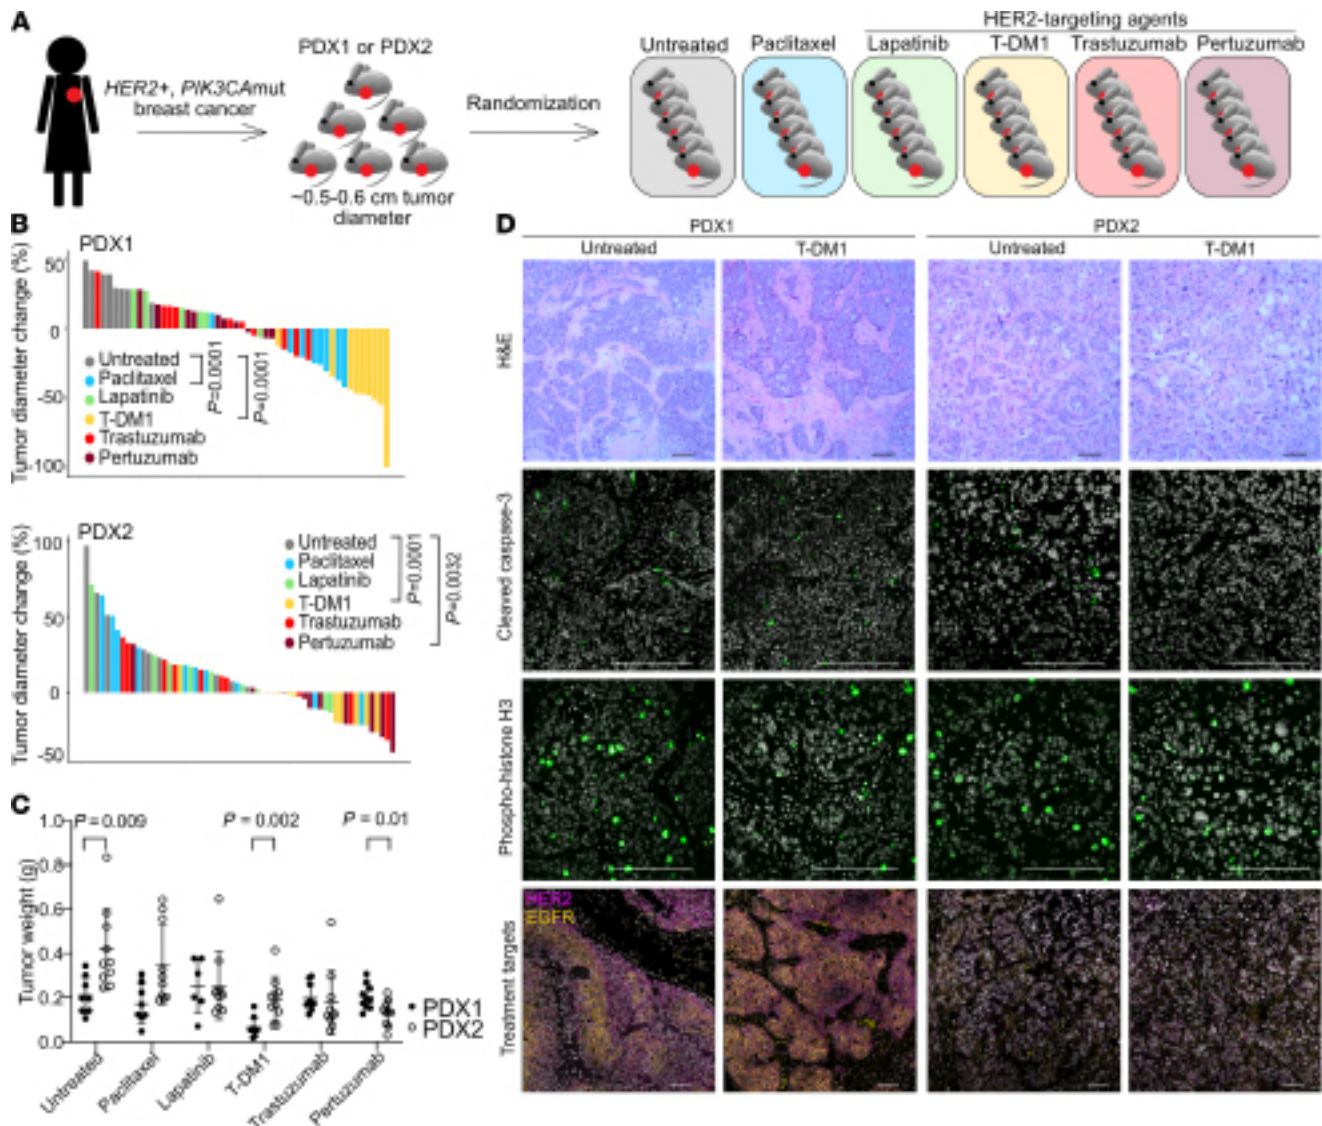 A
HER2+, PIK3CAmut
breast cancer
PDX1 or PDX2
~0.5-0.6 cm tumor
diameter
Randomization
HER2-targeting agents
Untreated
Paclitaxel
Lapatinib
T-DM1
Trastuzumab
Pertuzumab
B
PDX1
Tumor diameter change (%)
50
0
-50
-100
Untreated
Paclitaxel
Lapatinib
T-DM1
Trastuzumab
Pertuzumab
P=0.0001
P=0.0001
PDX2
Tumor diameter change (%)
100
50
0
-50
Untreated
Paclitaxel
Lapatinib
T-DM1
Trastuzumab
Pertuzumab
P=0.0001
P=0.0032
C
Tumor weight (g)
1.0
0.8
0.6
0.4
0.2
0.0
P = 0.009
P = 0.002
P = 0.01
PDX1
PDX2
Untreated
Paclitaxel
Lapatinib
T-DM1
Trastuzumab
Pertuzumab
D
PDX1
PDX2
Untreated
T-DM1
Untreated
T-DM1
H&E
Cleaved caspase-3
Phospho-histone H3
Treatment targets
HER2
EGFR